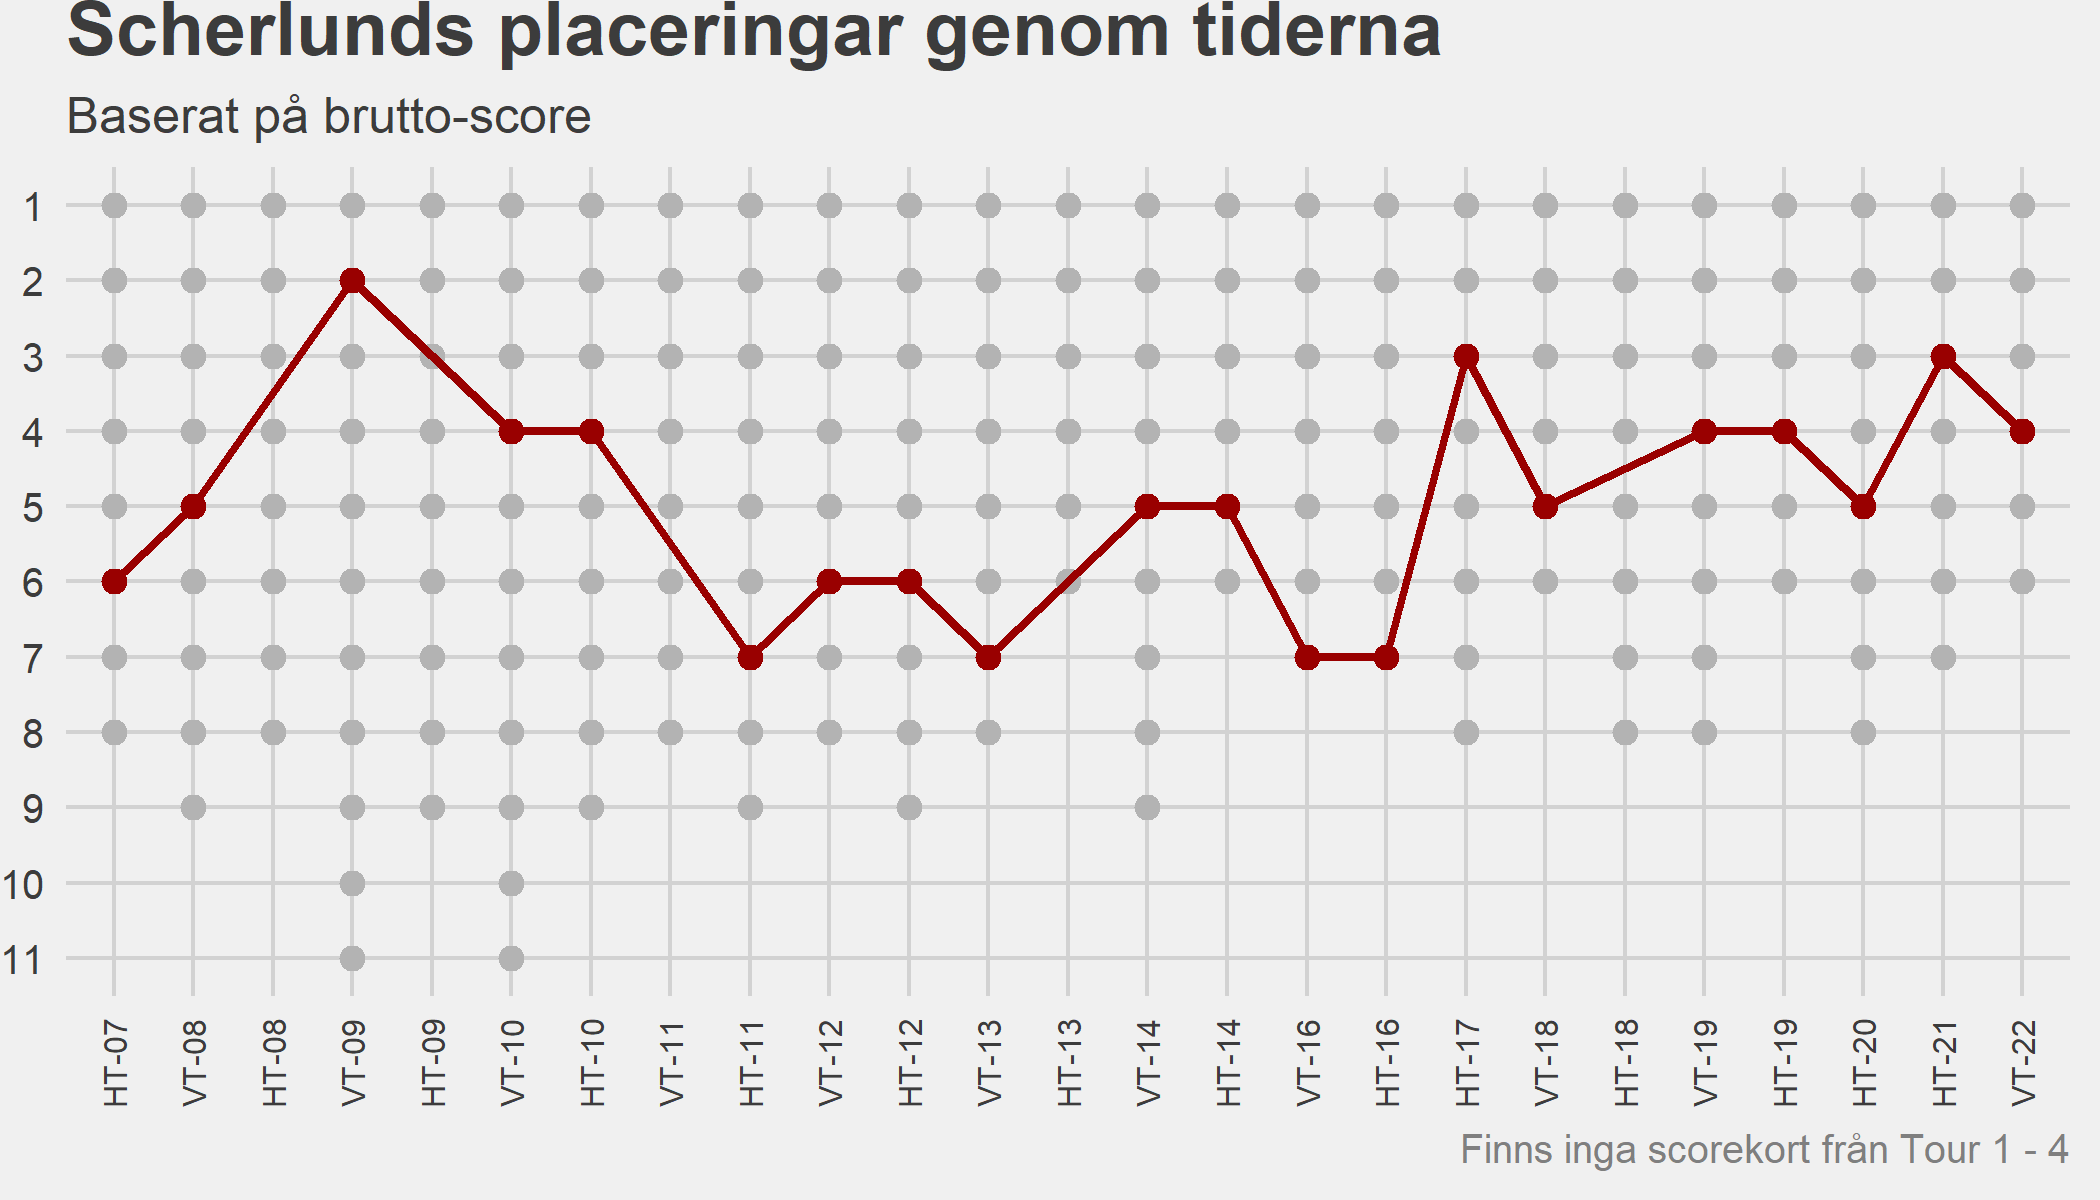 Scherlunds placeringar genom tiderna
Baserat på brutto-score
1
2
3
4
5
6
7
8
9
10
11
HT-07
VT-08
HT-08
VT-09
HT-09
VT-10
HT-10
VT-11
HT-11
VT-12
HT-12
VT-13
HT-13
VT-14
HT-14
VT-16
HT-16
HT-17
VT-18
HT-18
VT-19
HT-19
HT-20
HT-21
VT-22
Finns inga scorekort från Tour 1 - 4